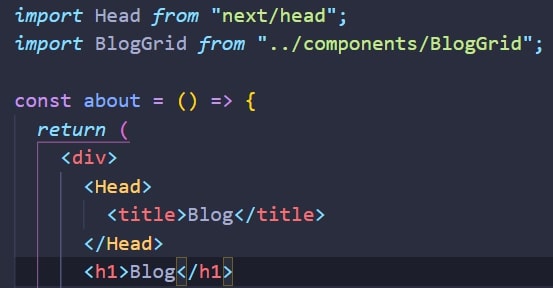 import Head from "next/head";
import BlogGrid from "../components/BlogGrid";
const about = () => {
return (
<div>
<Head>
<title>Blog</title>
</Head>
<h1>Blog</h1>